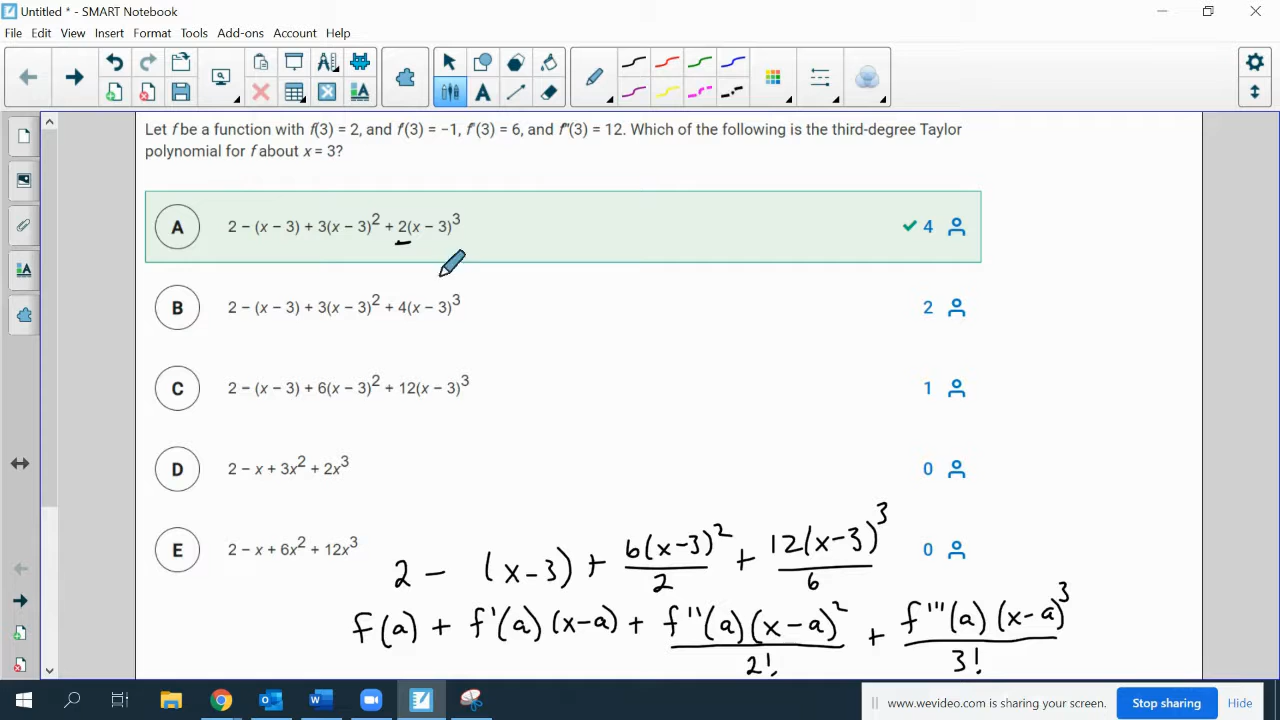 Untitled * - SMART Notebook
File Edit View Insert Format Tools Add-ons Account Help
Let f be a function with f(3) = 2, and f'(3) = −1, f''(3) = 6, and f'''(3) = 12. Which of the following is the third-degree Taylor
polynomial for f about x = 3?
A 2 − (x − 3) + 3(x − 3)² + 2(x − 3)³ 4
B 2 − (x − 3) + 3(x − 3)² + 4(x − 3)³ 2
C 2 − (x − 3) + 6(x − 3)² + 12(x − 3)³ 1
D 2 − x + 3x² + 2x³ 0
E 2 − x + 6x² + 12x³ 0
2 − (x−3) + 6(x−3)²/2 + 12(x−3)³/6
f(a) + f'(a)(x−a) + f''(a)(x−a)²/2! + f'''(a)(x−a)³/3!
www.wevideo.com is sharing your screen. Stop sharing Hide